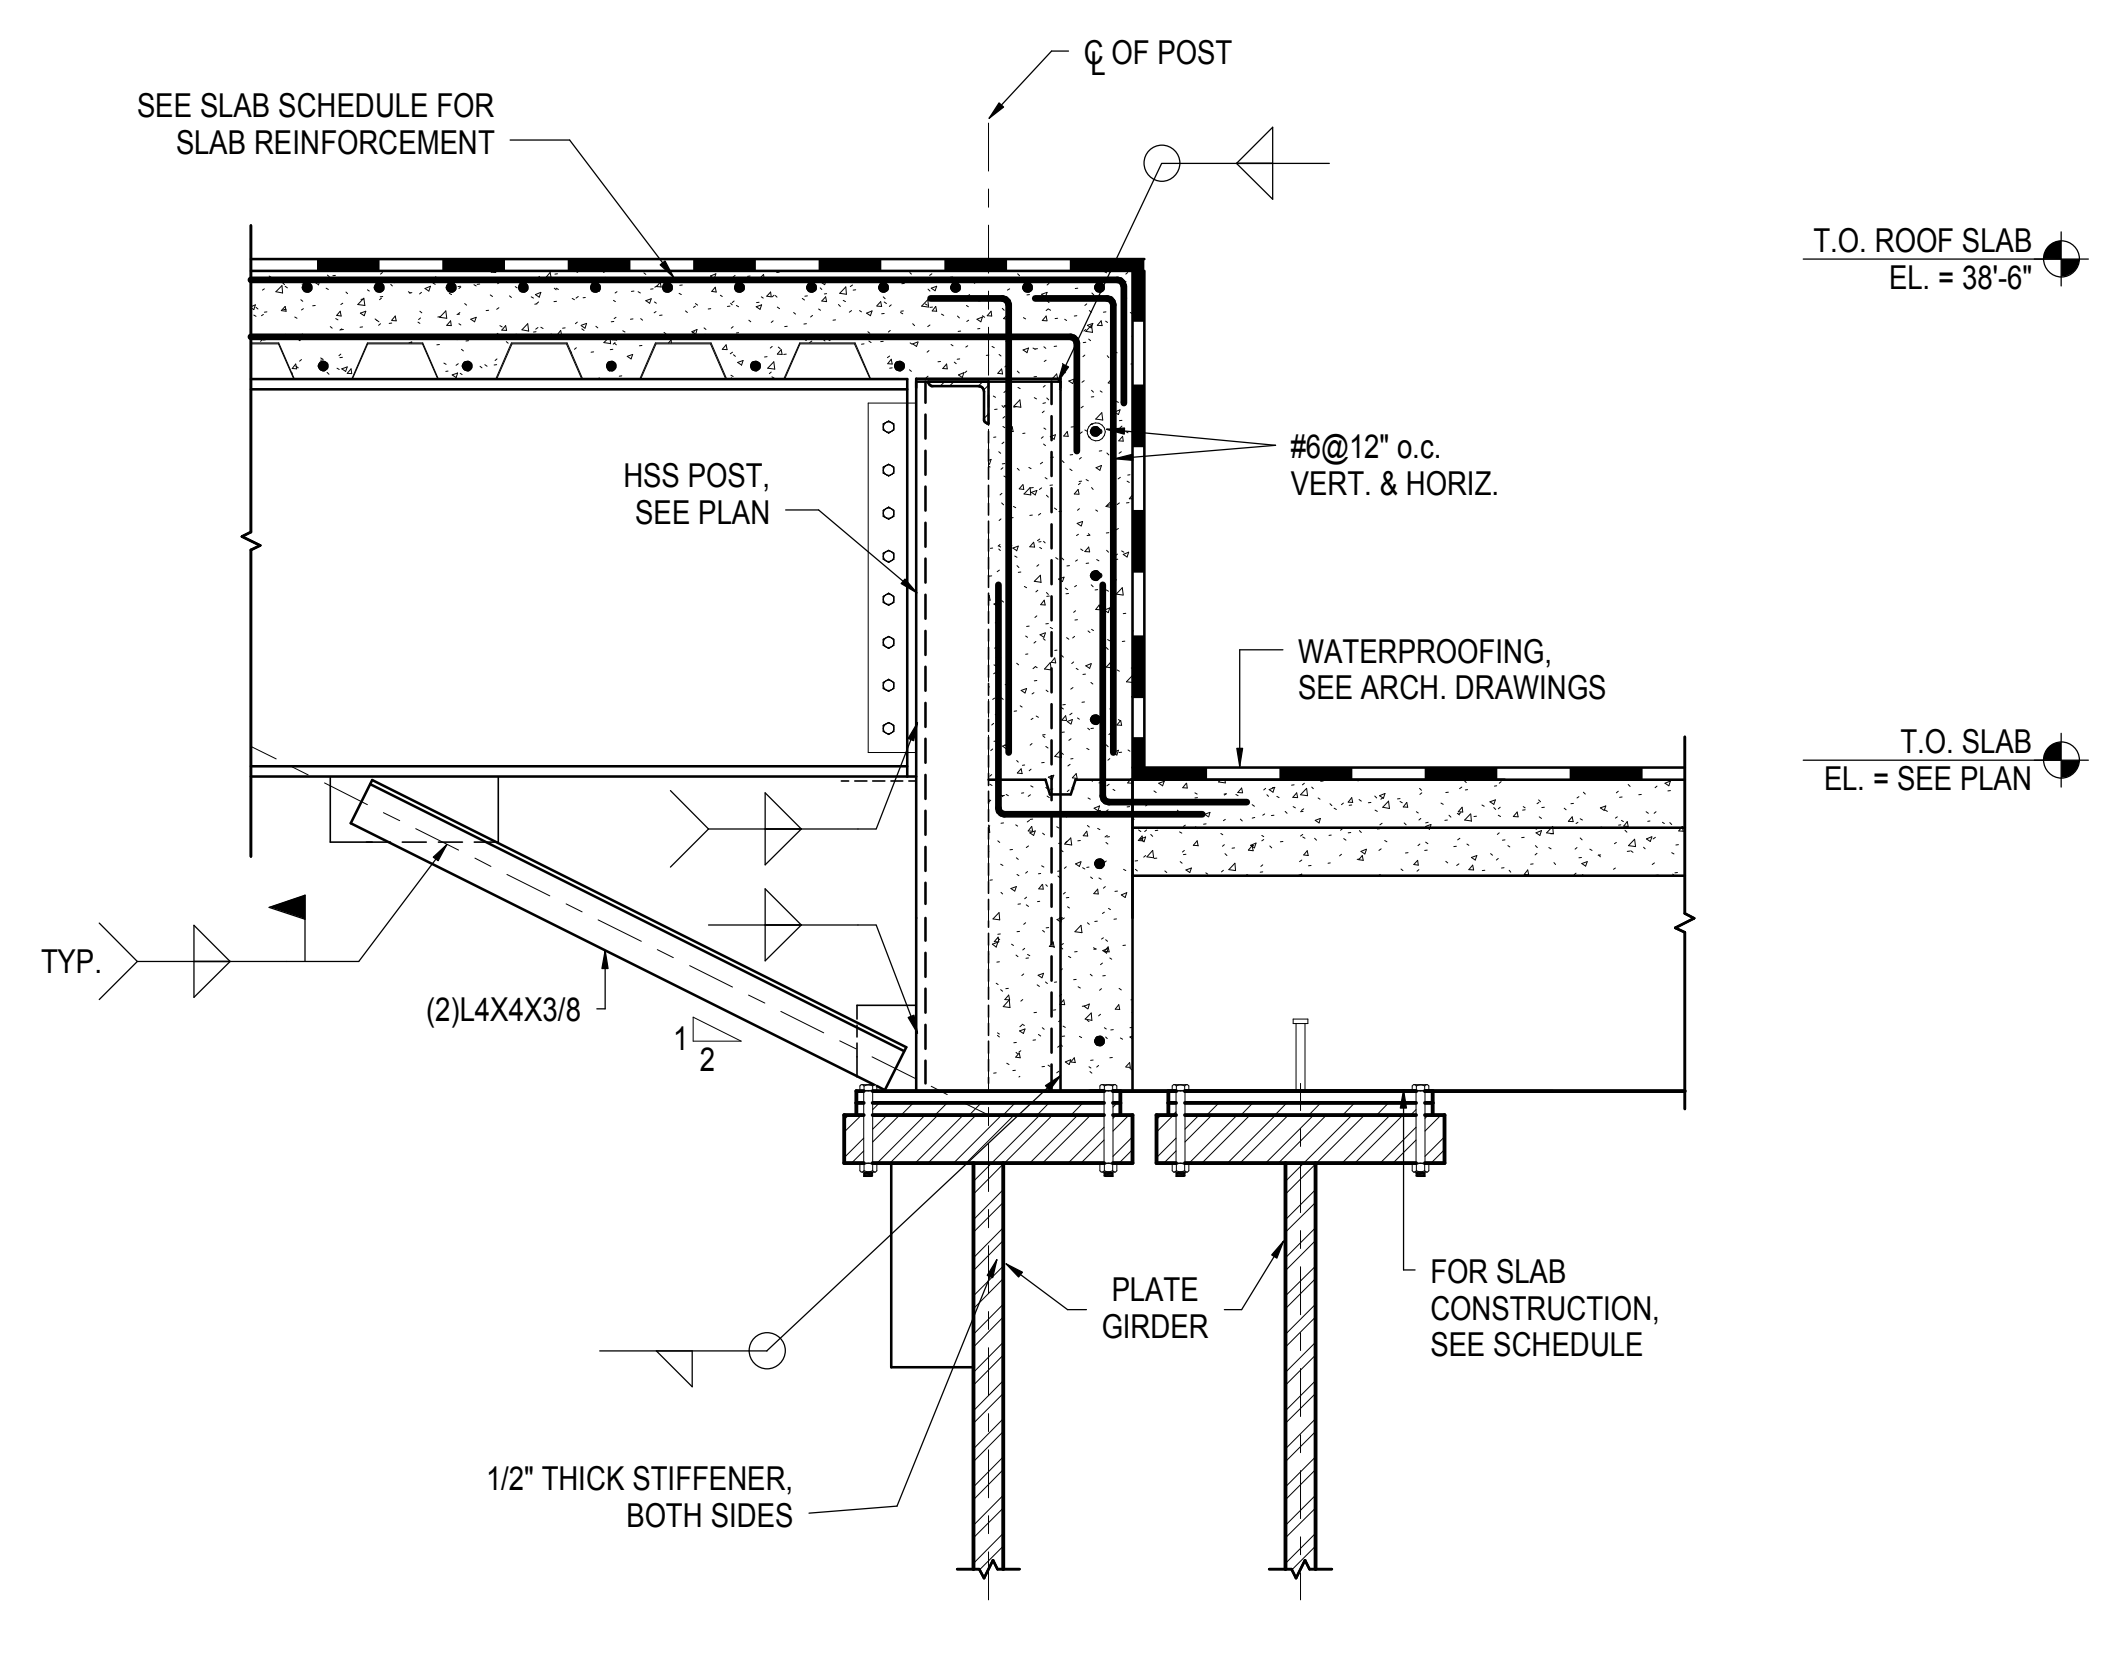 ℄ OF POST
SEE SLAB SCHEDULE FOR
SLAB REINFORCEMENT
T.O. ROOF SLAB
EL. = 38'-6"
HSS POST,
SEE PLAN
#6@12" o.c.
VERT. & HORIZ.
WATERPROOFING,
SEE ARCH. DRAWINGS
T.O. SLAB
EL. = SEE PLAN
TYP.
(2)L4X4X3/8
1
2
PLATE
GIRDER
FOR SLAB
CONSTRUCTION,
SEE SCHEDULE
1/2" THICK STIFFENER,
BOTH SIDES